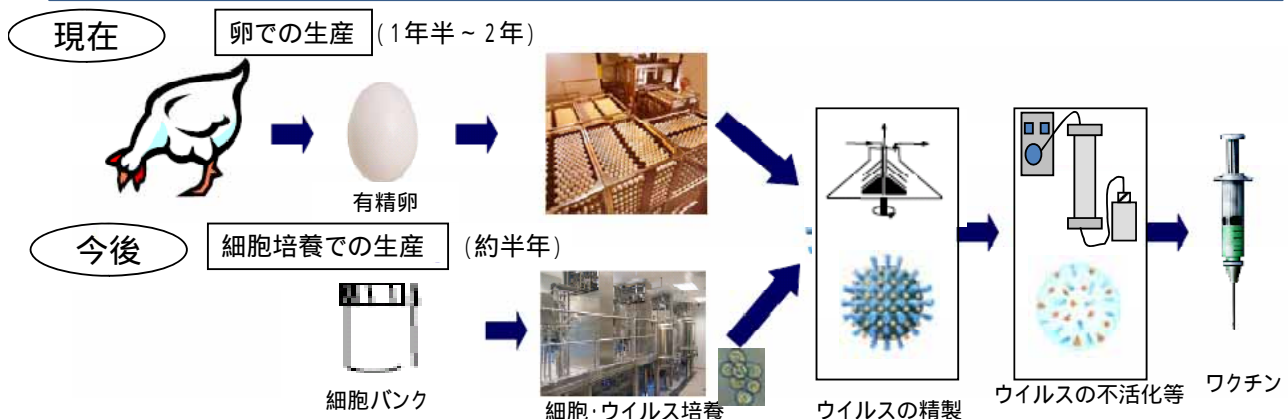 現在
卵での生産 (1年半~2年)
有精卵
今後
細胞培養での生産 (約半年)
細胞バンク
細胞・ウイルス培養
ウイルスの精製
ウイルスの不活化等
ワクチン